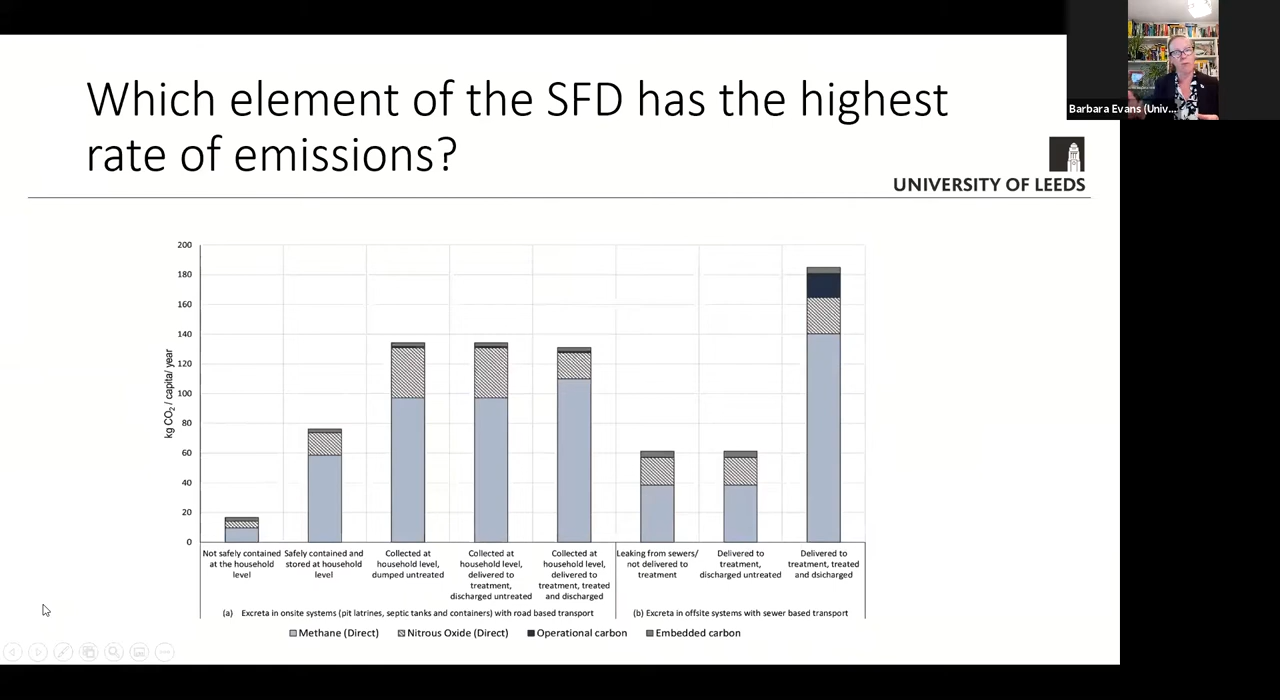 Which element of the SFD has the highest
rate of emissions?
Barbara Evans (Univ...
UNIVERSITY OF LEEDS
kg CO2 / capita/ year
200
180
160
140
120
100
80
60
40
20
0
Not safely contained
at the household
level
Safely contained and
stored at household
level
Collected at
household level,
dumped untreated
Collected at
household level,
delivered to
treatment,
discharged untreated
Collected at
household level,
delivered to
treatment, treated
and discharged
Leaking from sewers/
not delivered to
treatment
Delivered to
treatment,
discharged untreated
Delivered to
treatment, treated
and dsicharged
(a) Excreta in onsite systems (pit latrines, septic tanks and containers) with road based transport
(b) Excreta in offsite systems with sewer based transport
Methane (Direct) Nitrous Oxide (Direct) Operational carbon Embedded carbon